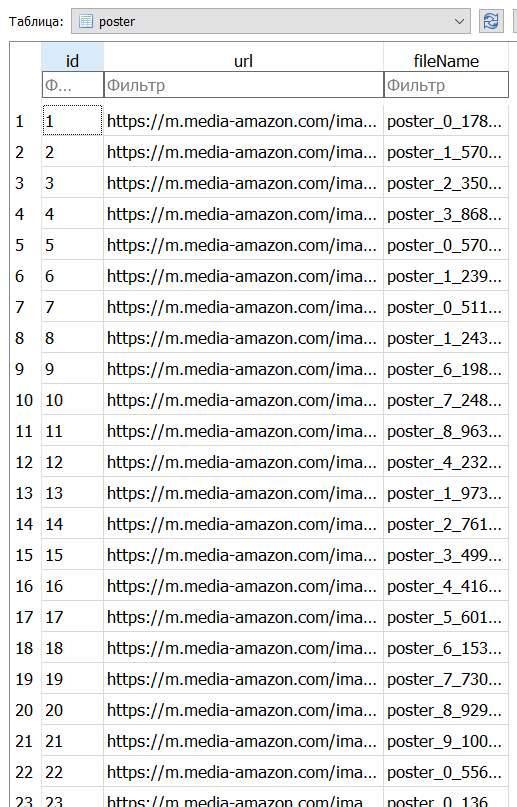 Таблица: poster
id url fileName
Ф... Фильтр Фильтр
1 1 https://m.media-amazon.com/ima... poster_0_178...
2 2 https://m.media-amazon.com/ima... poster_1_570...
3 3 https://m.media-amazon.com/ima... poster_2_350...
4 4 https://m.media-amazon.com/ima... poster_3_868...
5 5 https://m.media-amazon.com/ima... poster_0_570...
6 6 https://m.media-amazon.com/ima... poster_1_239...
7 7 https://m.media-amazon.com/ima... poster_0_511...
8 8 https://m.media-amazon.com/ima... poster_1_243...
9 9 https://m.media-amazon.com/ima... poster_6_198...
10 10 https://m.media-amazon.com/ima... poster_7_248...
11 11 https://m.media-amazon.com/ima... poster_8_963...
12 12 https://m.media-amazon.com/ima... poster_4_232...
13 13 https://m.media-amazon.com/ima... poster_1_973...
14 14 https://m.media-amazon.com/ima... poster_2_761...
15 15 https://m.media-amazon.com/ima... poster_3_499...
16 16 https://m.media-amazon.com/ima... poster_4_416...
17 17 https://m.media-amazon.com/ima... poster_5_601...
18 18 https://m.media-amazon.com/ima... poster_6_153...
19 19 https://m.media-amazon.com/ima... poster_7_730...
20 20 https://m.media-amazon.com/ima... poster_8_929...
21 21 https://m.media-amazon.com/ima... poster_9_100...
22 22 https://m.media-amazon.com/ima... poster_0_556...
23 23 https://m.media-amazon.com/ima... poster_0_136...